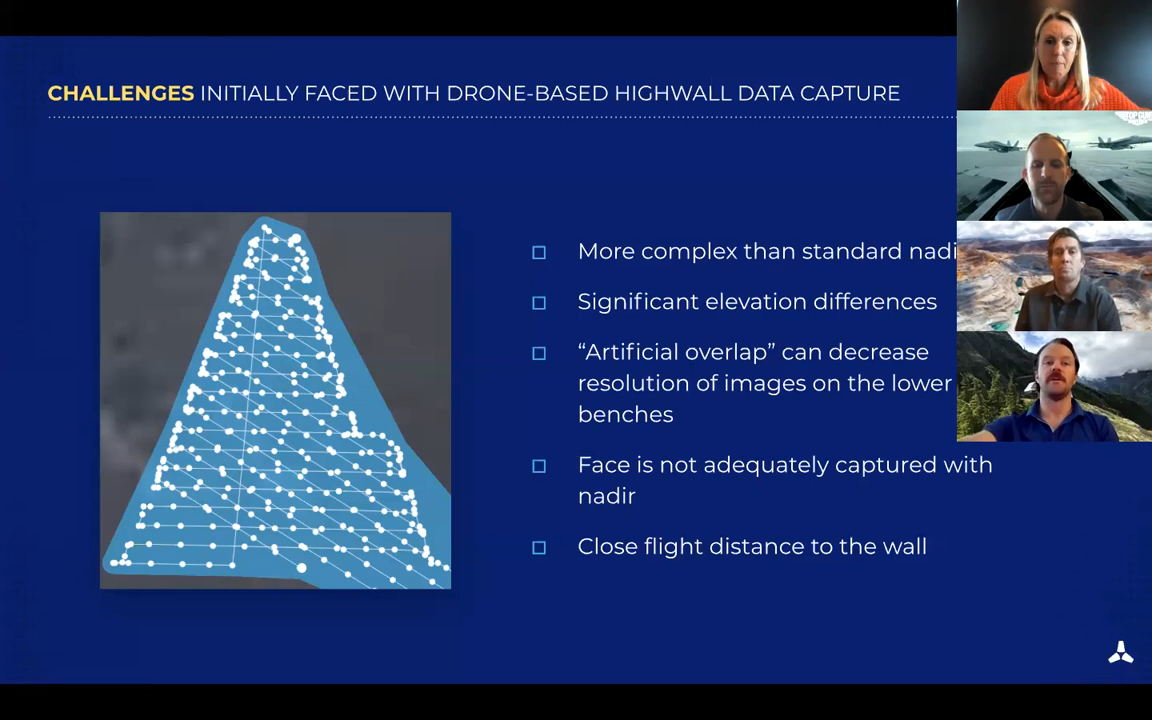 CHALLENGES INITIALLY FACED WITH DRONE-BASED HIGHWALL DATA CAPTURE
More complex than standard
Significant elevation differences
“Artificial overlap” can decrease
resolution of images on the lower
benches
Face is not adequately captured with
nadir
Close flight distance to the wall